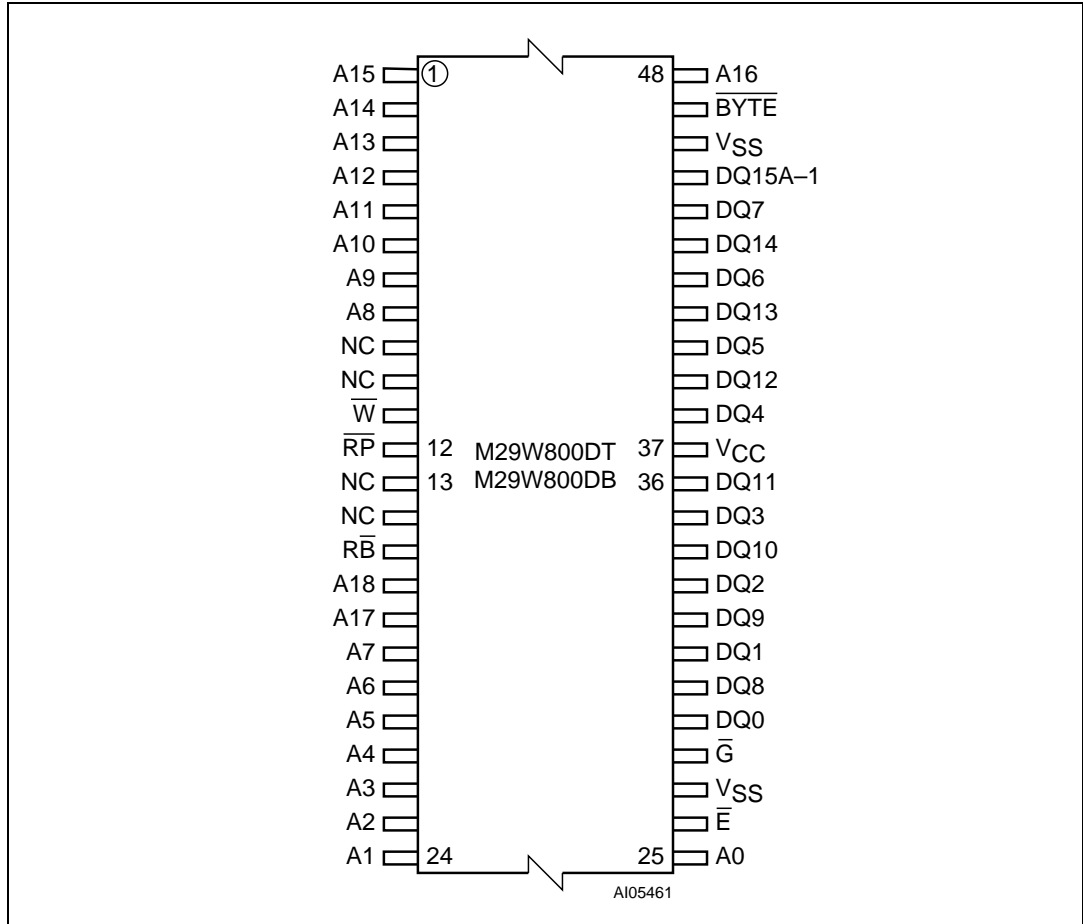 A15 ① 48 A16
A14 B̅Y̅T̅E̅
A13 VSS
A12 DQ15A–1
A11 DQ7
A10 DQ14
A9 DQ6
A8 DQ13
NC DQ5
NC DQ12
W̅ DQ4
R̅P̅ 12 M29W800DT 37 VCC
NC 13 M29W800DB 36 DQ11
NC DQ3
RB̅ DQ10
A18 DQ2
A17 DQ9
A7 DQ1
A6 DQ8
A5 DQ0
A4 G̅
A3 VSS
A2 E̅
A1 24 25 A0
AI05461